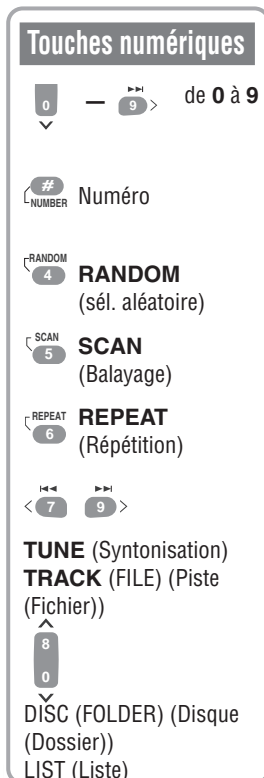 Touches numériques
0 – 9 de 0 à 9
# NUMBER Numéro
RANDOM
4 RANDOM
(sél. aléatoire)
SCAN
5 SCAN
(Balayage)
REPEAT
6 REPEAT
(Répétition)
7 9
TUNE (Syntonisation)
TRACK (FILE) (Piste
(Fichier))
8
0
DISC (FOLDER) (Disque
(Dossier))
LIST (Liste)